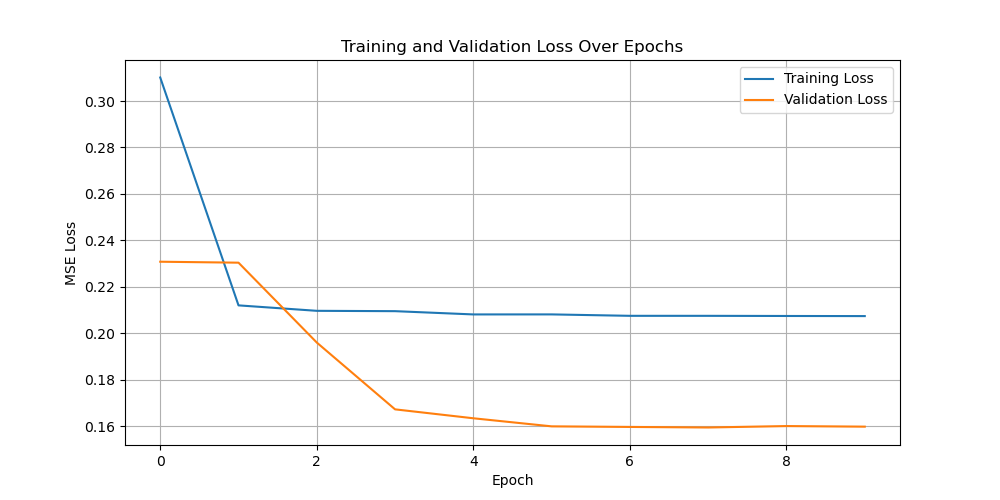 Training and Validation Loss Over Epochs
Training Loss
Validation Loss
MSE Loss
0.30
0.28
0.26
0.24
0.22
0.20
0.18
0.16
0 2 4 6 8
Epoch